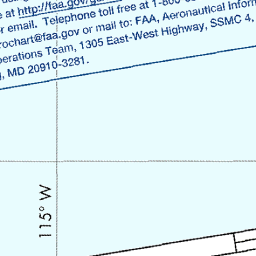 e at http://faa.gov/
r email. Telephone toll free at 1-800-
rochart@faa.gov or mail to: FAA, Aeronautical Inform
perations Team, 1305 East-West Highway, SSMC 4,
, MD 20910-3281.
115° W